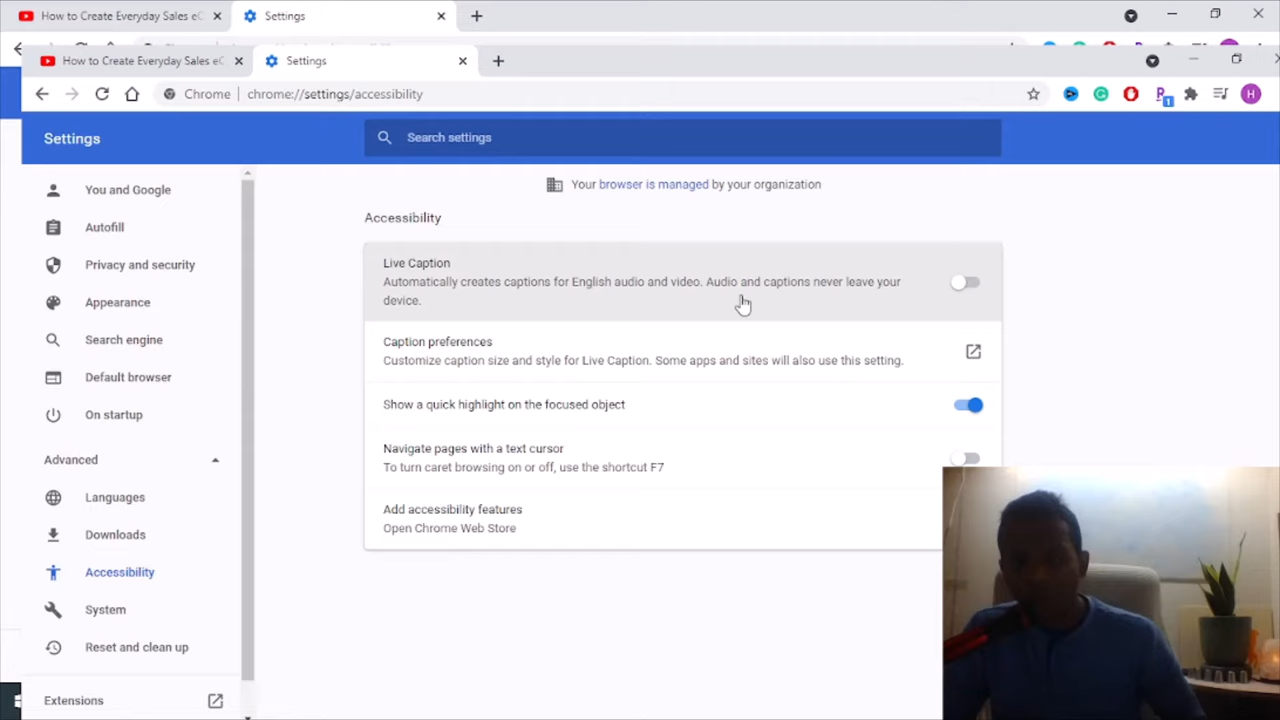 How to Create Everyday Sales eC
Settings
How to Create Everyday Sales eC
Settings
Chrome
chrome://settings/accessibility
1
H
Settings
Search settings
Your browser is managed by your organization
You and Google
Autofill
Privacy and security
Appearance
Search engine
Default browser
On startup
Advanced
Languages
Downloads
Accessibility
System
Reset and clean up
Extensions
Accessibility
Live Caption
Automatically creates captions for English audio and video. Audio and captions never leave your
device.
Caption preferences
Customize caption size and style for Live Caption. Some apps and sites will also use this setting.
Show a quick highlight on the focused object
Navigate pages with a text cursor
To turn caret browsing on or off, use the shortcut F7
Add accessibility features
Open Chrome Web Store